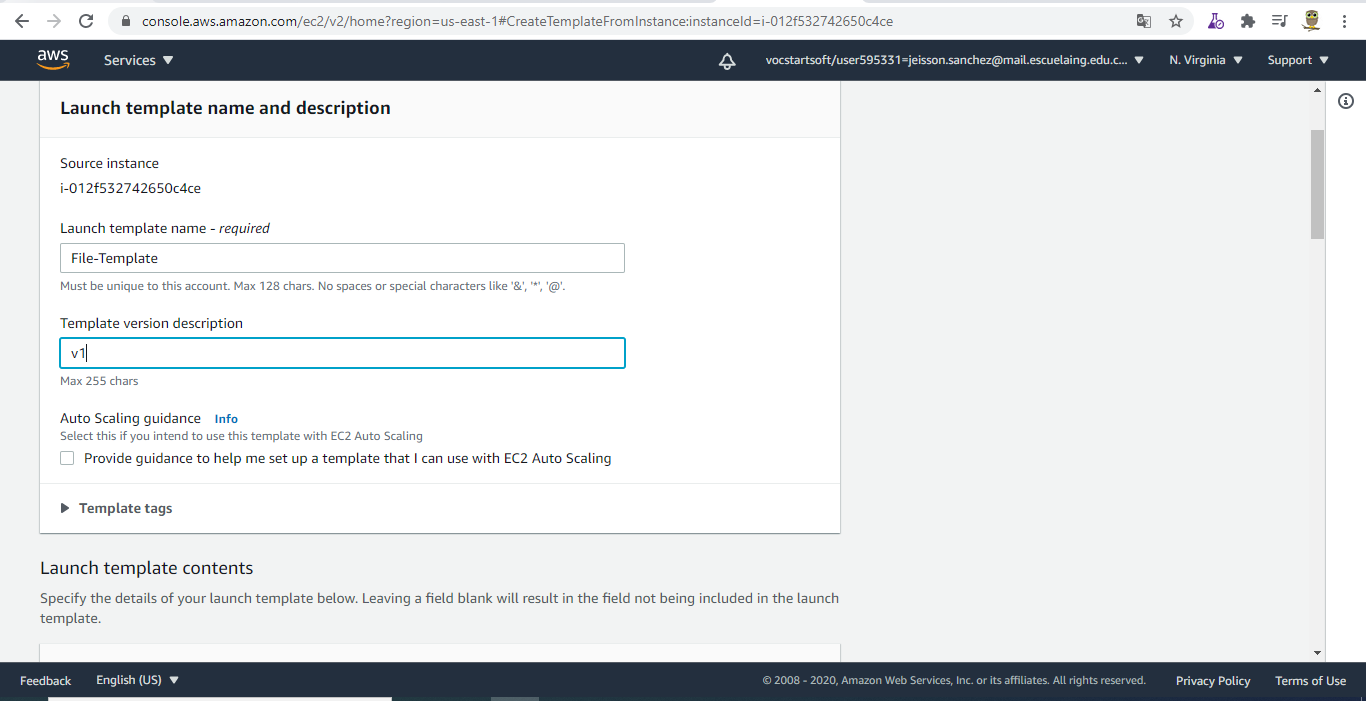 console.aws.amazon.com/ec2/v2/home?region=us-east-1#CreateTemplateFromInstance:instanceId=i-012f532742650c4ce
aws Services vocstartsoft/user595331=jeisson.sanchez@mail.escuelaing.edu.c... N. Virginia Support
Launch template name and description
Source instance
i-012f532742650c4ce
Launch template name - required
File-Template
Must be unique to this account. Max 128 chars. No spaces or special characters like '&', '*', '@'.
Template version description
v1
Max 255 chars
Auto Scaling guidance Info
Select this if you intend to use this template with EC2 Auto Scaling
Provide guidance to help me set up a template that I can use with EC2 Auto Scaling
Template tags
Launch template contents
Specify the details of your launch template below. Leaving a field blank will result in the field not being included in the launch
template.
Feedback English (US) © 2008 - 2020, Amazon Web Services, Inc. or its affiliates. All rights reserved. Privacy Policy Terms of Use